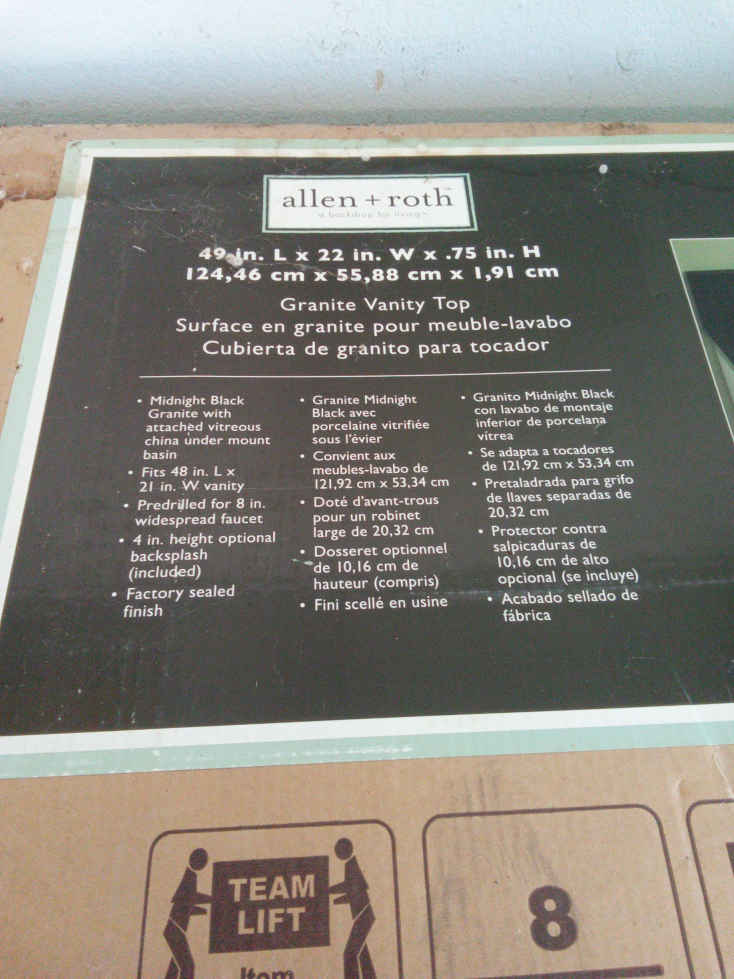 allen + roth™
a backdrop for living™
49 in. L x 22 in. W x .75 in. H
124,46 cm x 55,88 cm x 1,91 cm
Granite Vanity Top
Surface en granite pour meuble-lavabo
Cubierta de granito para tocador
• Midnight Black
Granite with
attached vitreous
china under mount
basin
• Fits 48 in. L x
21 in. W vanity
• Predrilled for 8 in.
widespread faucet
• 4 in. height optional
backsplash
(included)
• Factory sealed
finish
• Granite Midnight
Black avec
porcelaine vitrifiée
sous l'évier
• Convient aux
meubles-lavabo de
121,92 cm x 53,34 cm
• Doté d'avant-trous
pour un robinet
large de 20,32 cm
• Dosseret optionnel
de 10,16 cm de
hauteur (compris)
• Fini scellé en usine
• Granito Midnight Black
con lavabo de montaje
inferior de porcelana
vítrea
• Se adapta a tocadores
de 121,92 cm x 53,34 cm
• Pretaladrada para grifo
de llaves separadas de
20,32 cm
• Protector contra
salpicaduras de
10,16 cm de alto
opcional (se incluye)
• Acabado sellado de
fábrica
TEAM
LIFT
Item
8